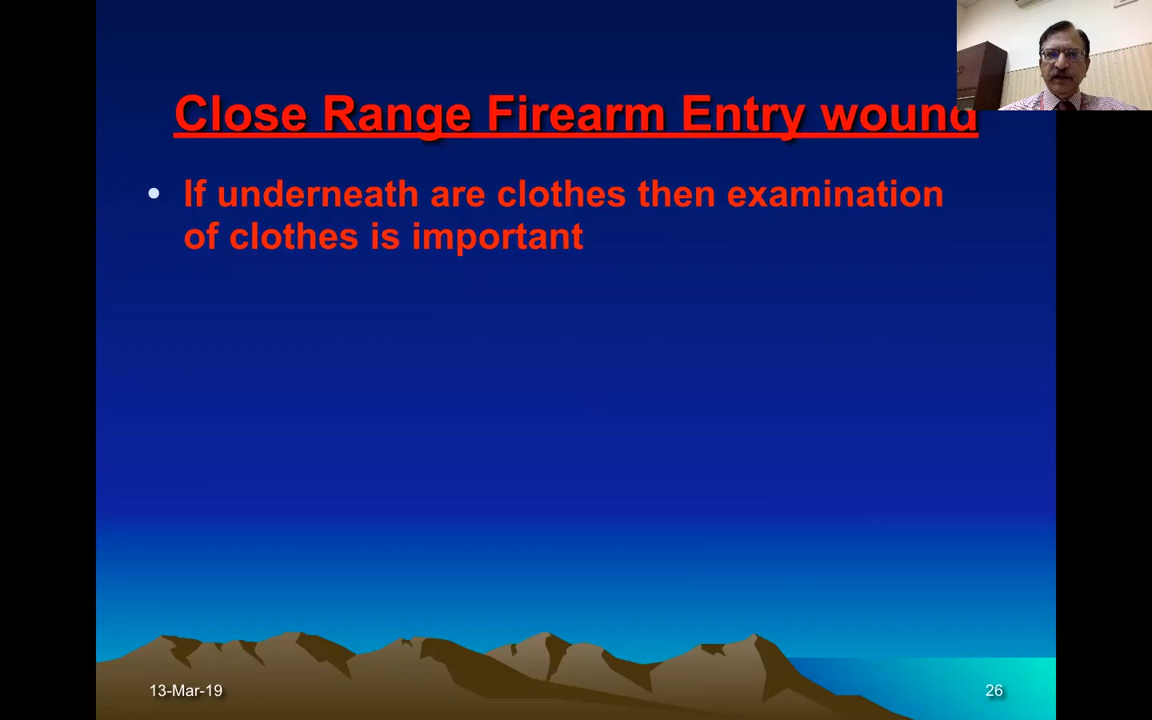 Close Range Firearm Entry wound
• If underneath are clothes then examination
of clothes is important
13-Mar-19
26